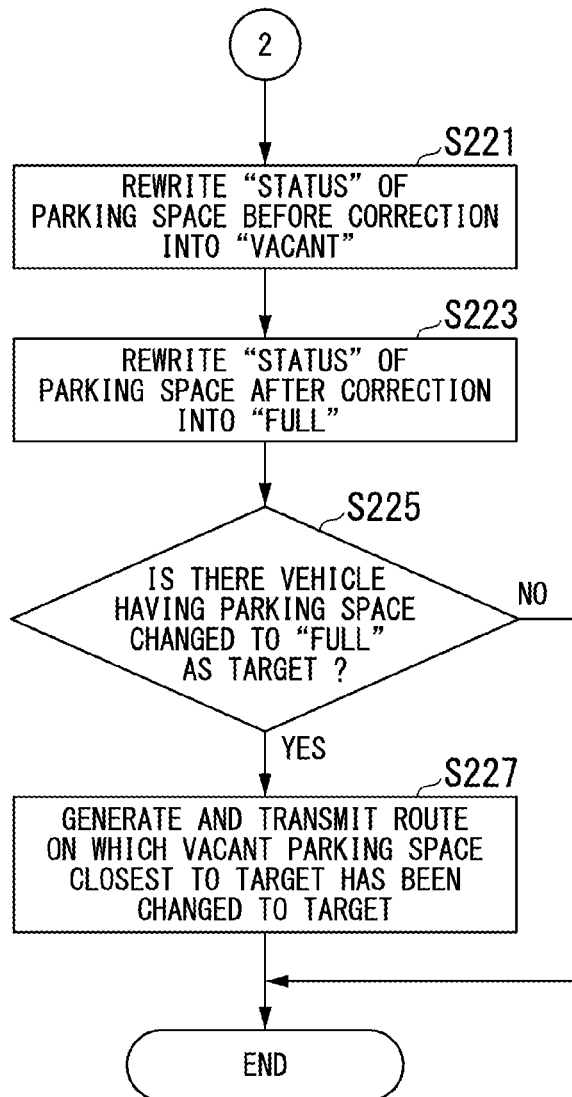 2
S221
REWRITE “STATUS” OF
PARKING SPACE BEFORE CORRECTION
INTO “VACANT”
S223
REWRITE “STATUS” OF
PARKING SPACE AFTER CORRECTION
INTO “FULL”
S225
IS THERE VEHICLE
HAVING PARKING SPACE
CHANGED TO “FULL”
AS TARGET ?
NO
YES
S227
GENERATE AND TRANSMIT ROUTE
ON WHICH VACANT PARKING SPACE
CLOSEST TO TARGET HAS BEEN
CHANGED TO TARGET
END